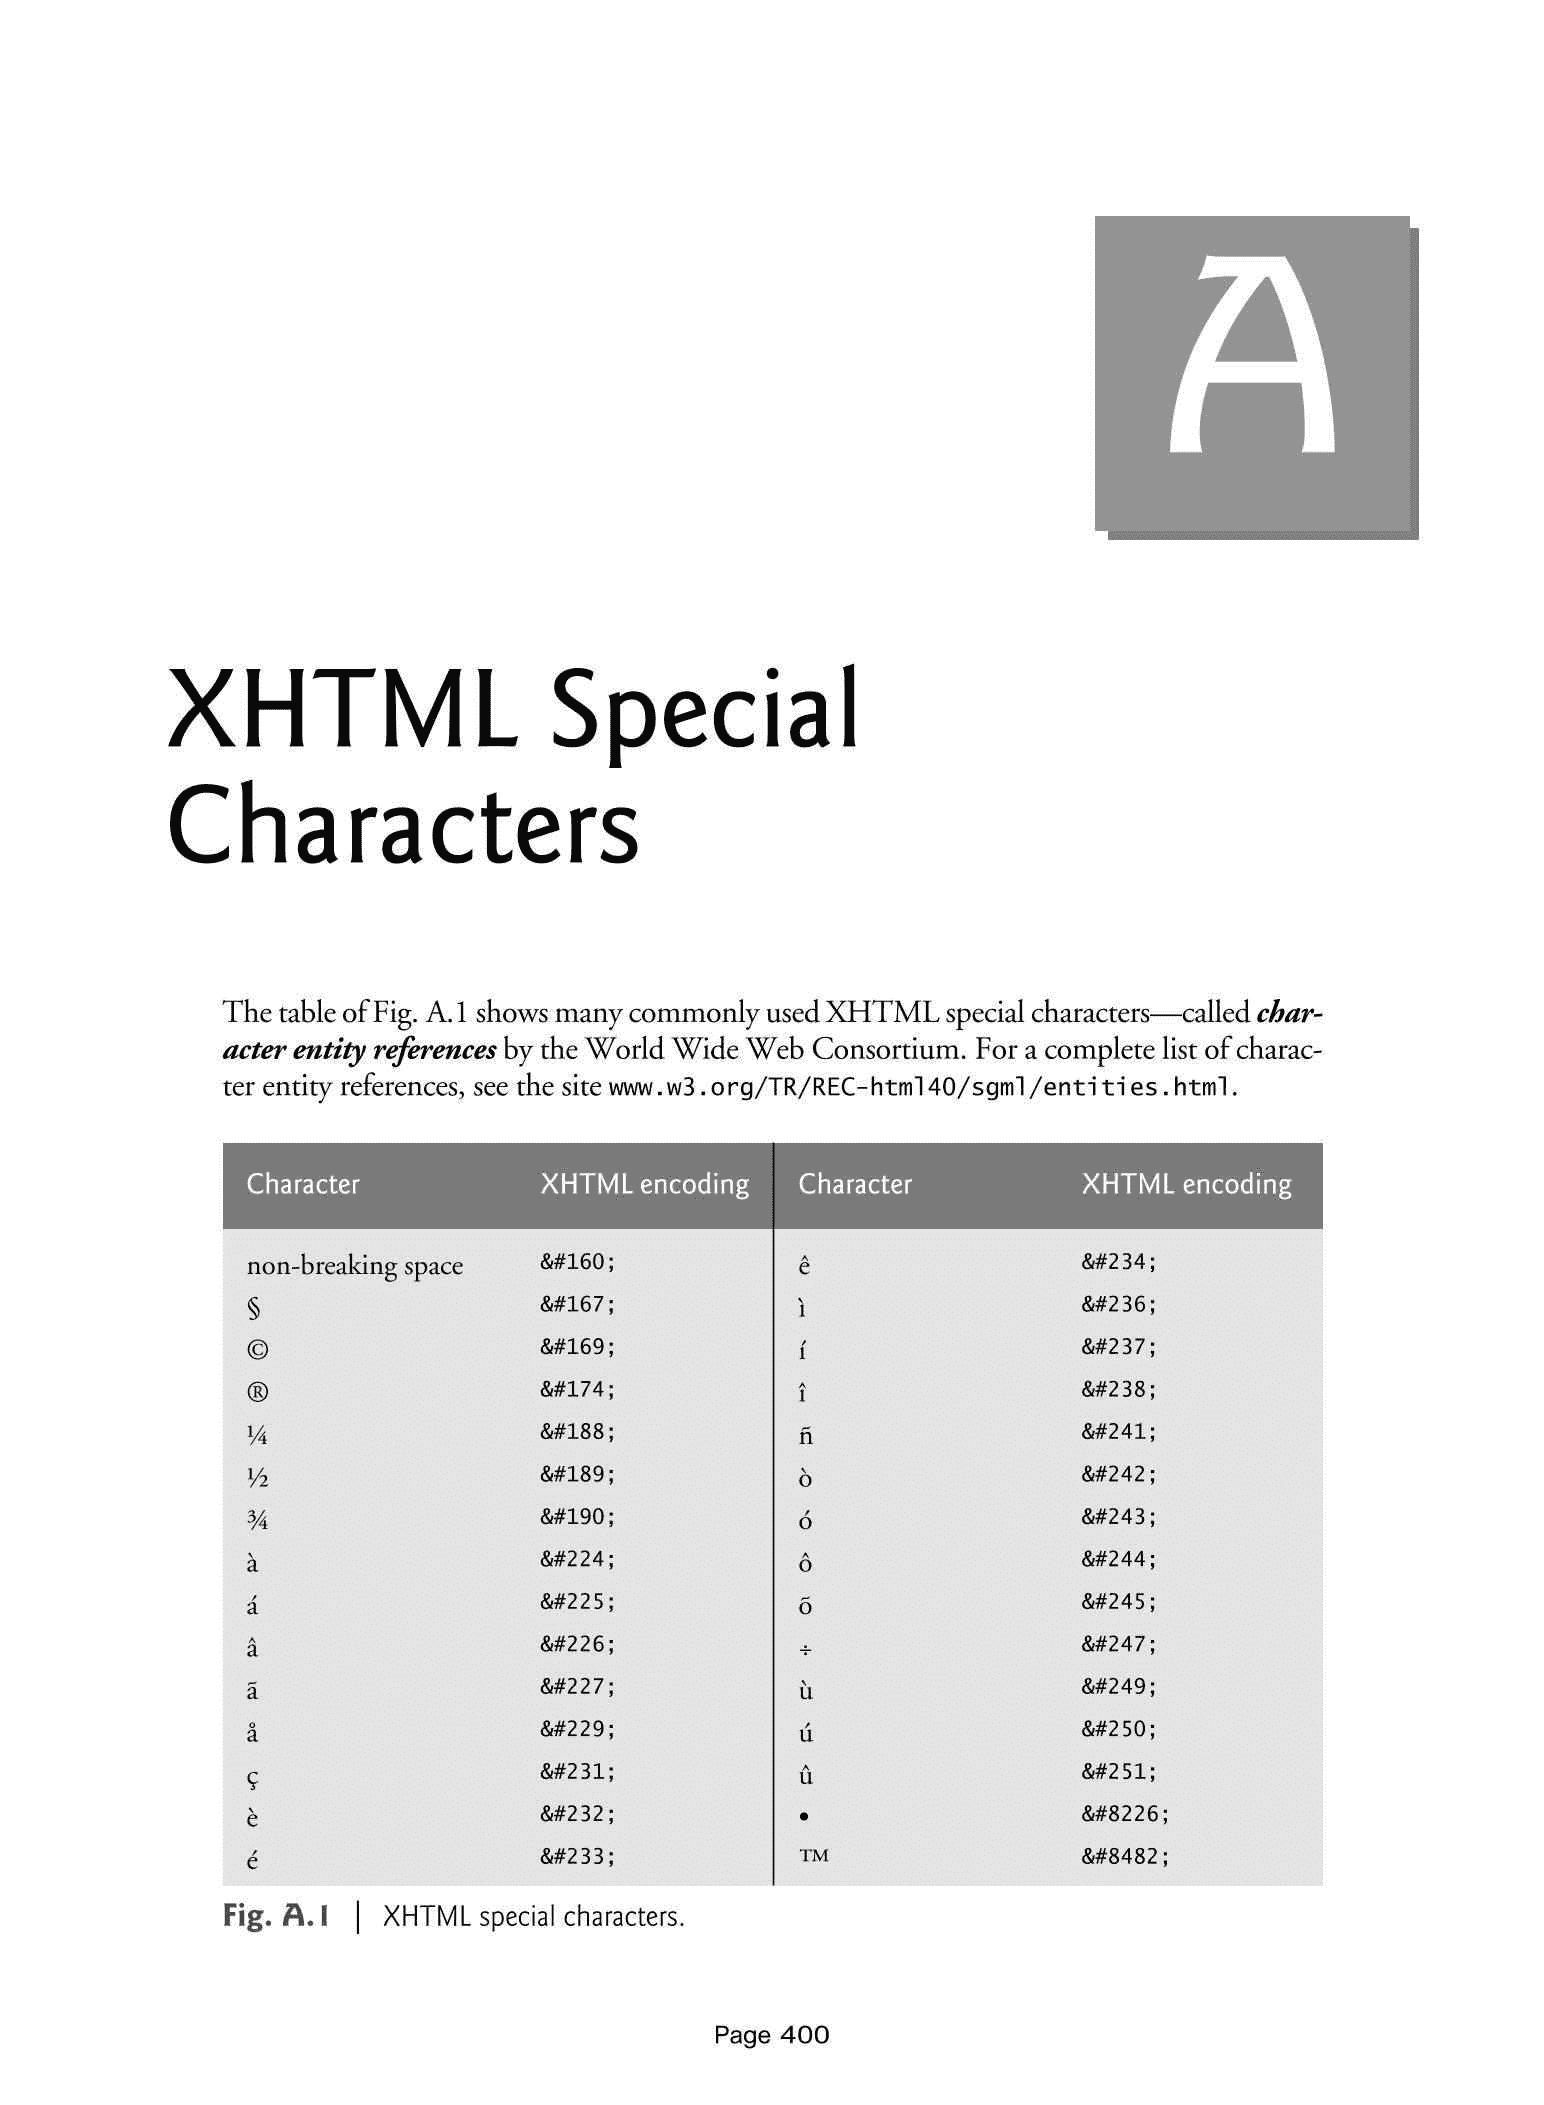 A
XHTML Special
Characters
The table of Fig. A.1 shows many commonly used XHTML special characters—called char-
acter entity references by the World Wide Web Consortium. For a complete list of charac-
ter entity references, see the site www.w3.org/TR/REC-html40/sgml/entities.html.
Character XHTML encoding Character XHTML encoding
non-breaking space &#160; ê &#234;
§ &#167; ì &#236;
© &#169; í &#237;
® &#174; î &#238;
¼ &#188; ñ &#241;
½ &#189; ò &#242;
¾ &#190; ó &#243;
à &#224; ô &#244;
á &#225; õ &#245;
â &#226; ÷ &#247;
ã &#227; ù &#249;
å &#229; ú &#250;
ç &#231; û &#251;
è &#232; • &#8226;
é &#233; ™ &#8482;
Fig. A.1 | XHTML special characters.
Page 400